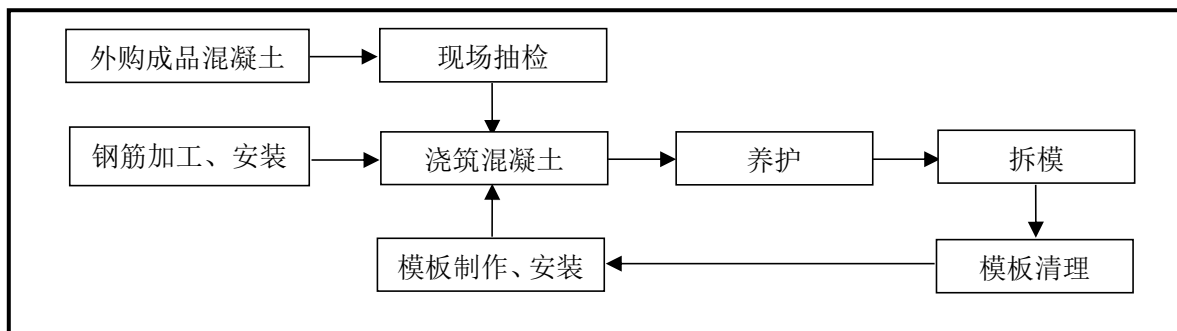 外购成品混凝土
现场抽检
钢筋加工、安装
浇筑混凝土
养护
拆模
模板制作、安装
模板清理